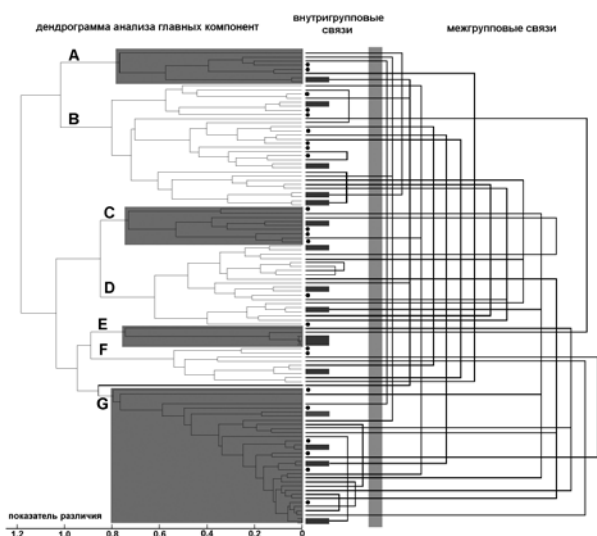 дендрограмма анализа главных компонент
внутригрупповые
связи
межгрупповые связи
A
B
C
D
E
F
G
показатель различия
1.2 1.0 0.8 0.6 0.4 0.2 0